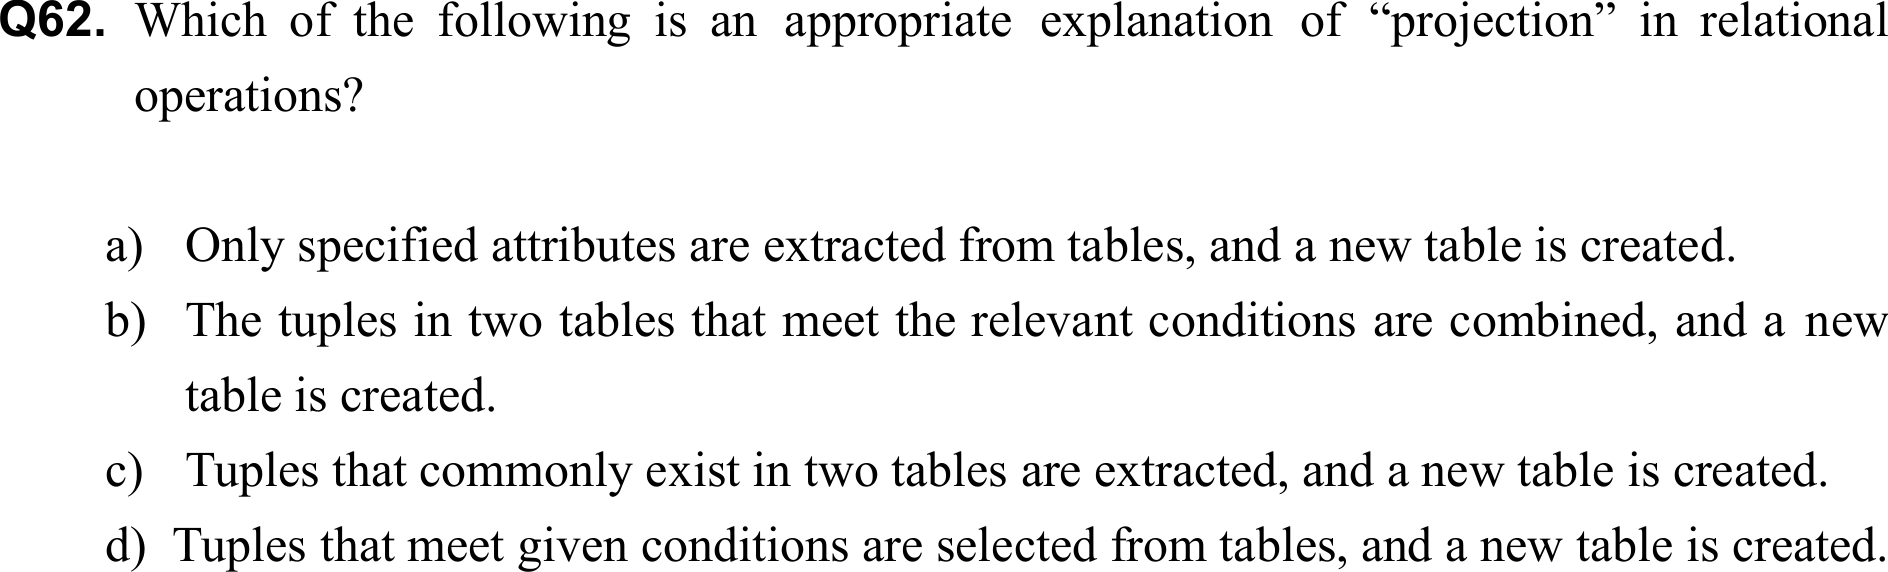 Q62. Which of the following is an appropriate explanation of “projection” in relational
operations?
a) Only specified attributes are extracted from tables, and a new table is created.
b) The tuples in two tables that meet the relevant conditions are combined, and a new
table is created.
c) Tuples that commonly exist in two tables are extracted, and a new table is created.
d) Tuples that meet given conditions are selected from tables, and a new table is created.